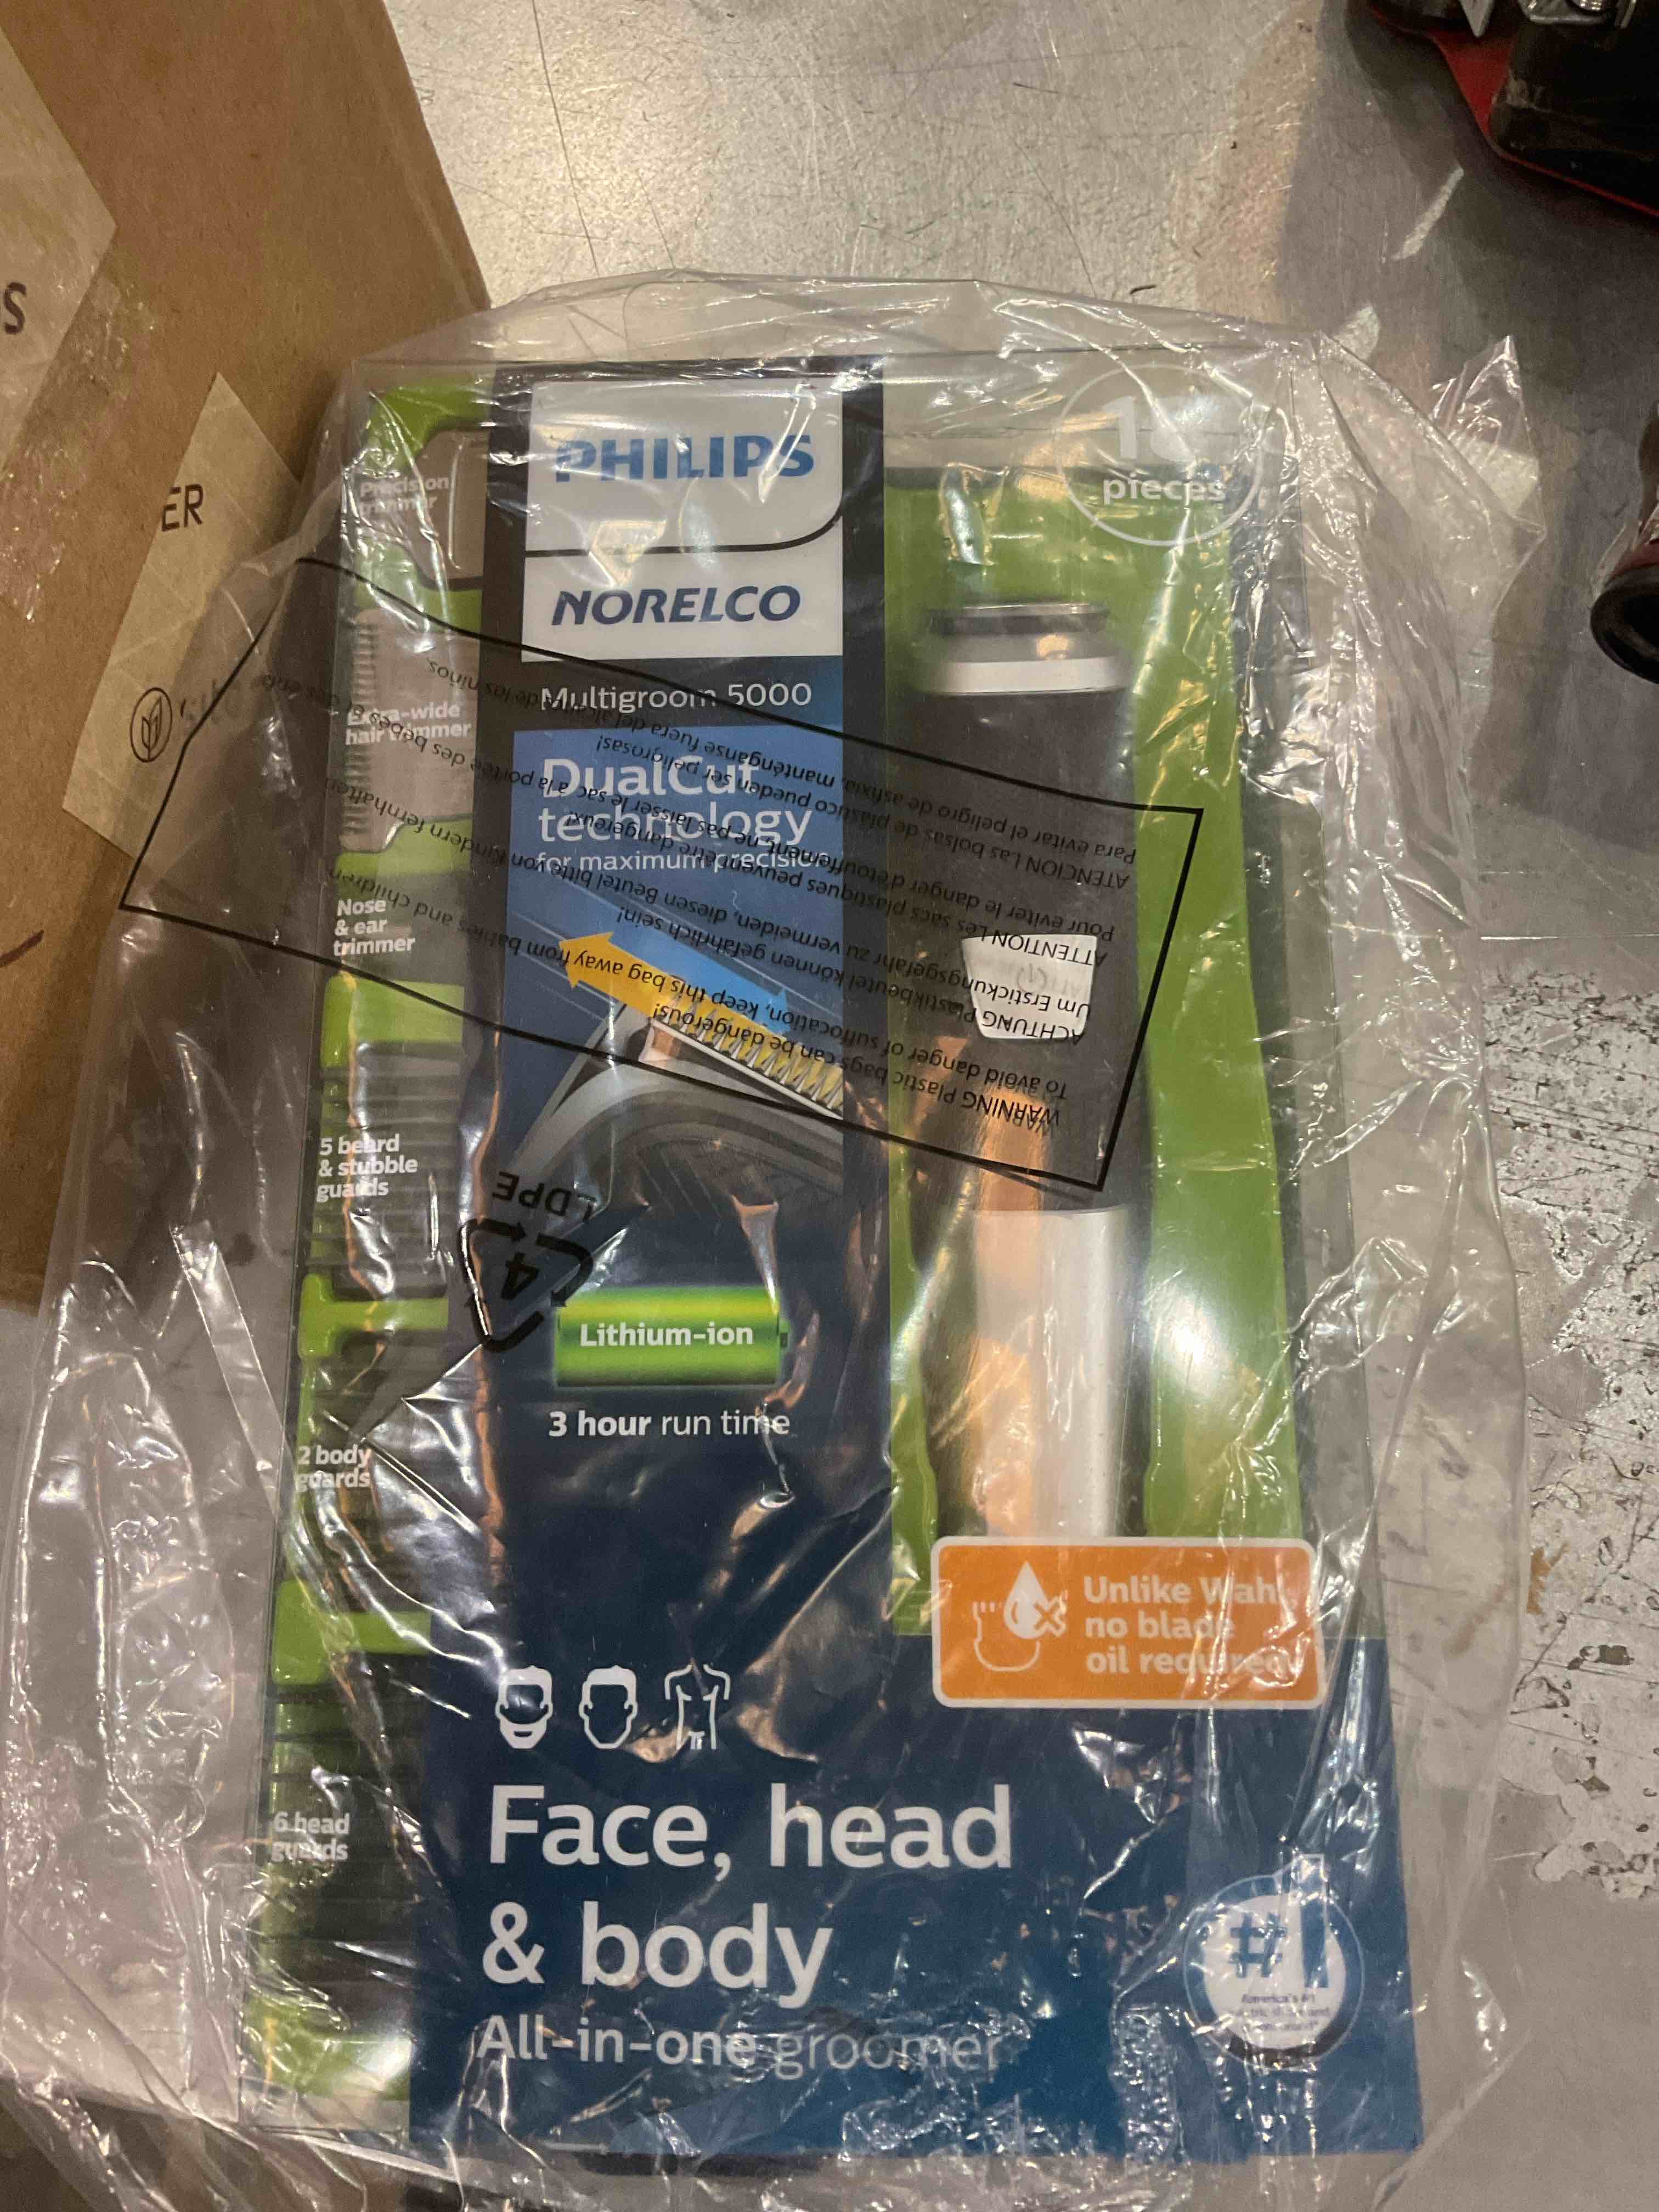 S
ER
PHILIPS
NORELCO
Multigroom 5000
DualCut
technology
for maximum precision
pieces
Precision
trimmer
Extra-wide
hair trimmer
Nose
& ear
trimmer
5 beard
& stubble
guards
2 body
guards
6 head
guards
WARNING Plastic bags can be dangerous!
To avoid danger of suffocation, keep this bag away from babies and children
ACHTUNG Plastikbeutel können gefährlich sein!
Um Erstickungsgefahr zu vermeiden, diesen Beutel bitte von Kindern fernhalten
ATTENTION Les sacs plastiques peuvent être dangereux!
Pour éviter le danger d'étouffement, ne pas laisser le sac à la portée des bébés et
ATENCION Las bolsas de plástico pueden ser peligrosas!
Para evitar el peligro de asfixia, manténganse fuera del alcance de los niños.
4
LDPE
Lithium-ion
3 hour run time
Unlike Wahl,
no blade
oil required
Face, head
& body
All-in-one groomer
#1
America's #1